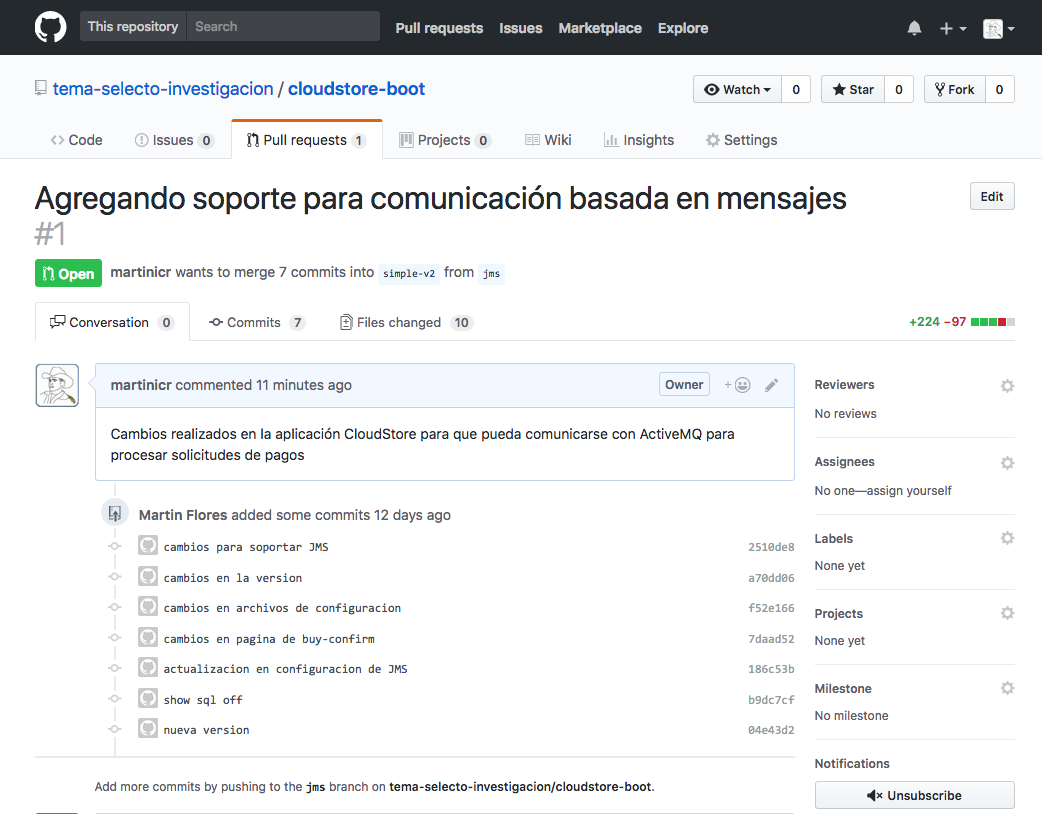 This repository Search Pull requests Issues Marketplace Explore
tema-selecto-investigacion / cloudstore-boot Watch 0 Star 0 Fork 0
Code Issues 0 Pull requests 1 Projects 0 Wiki Insights Settings
Agregando soporte para comunicación basada en mensajes Edit
#1
Open martinicr wants to merge 7 commits into simple-v2 from jms
Conversation 0 Commits 7 Files changed 10 +224 −97
martinicr commented 11 minutes ago Owner +
Cambios realizados en la aplicación CloudStore para que pueda comunicarse con ActiveMQ para
procesar solicitudes de pagos
Martin Flores added some commits 12 days ago
cambios para soportar JMS 2510de8
cambios en la version a70dd06
cambios en archivos de configuracion f52e166
cambios en pagina de buy-confirm 7daad52
actualizacion en configuracion de JMS 186c53b
show sql off b9dc7cf
nueva version 04e43d2
Add more commits by pushing to the jms branch on tema-selecto-investigacion/cloudstore-boot.
Reviewers
No reviews
Assignees
No one—assign yourself
Labels
None yet
Projects
None yet
Milestone
No milestone
Notifications
Unsubscribe